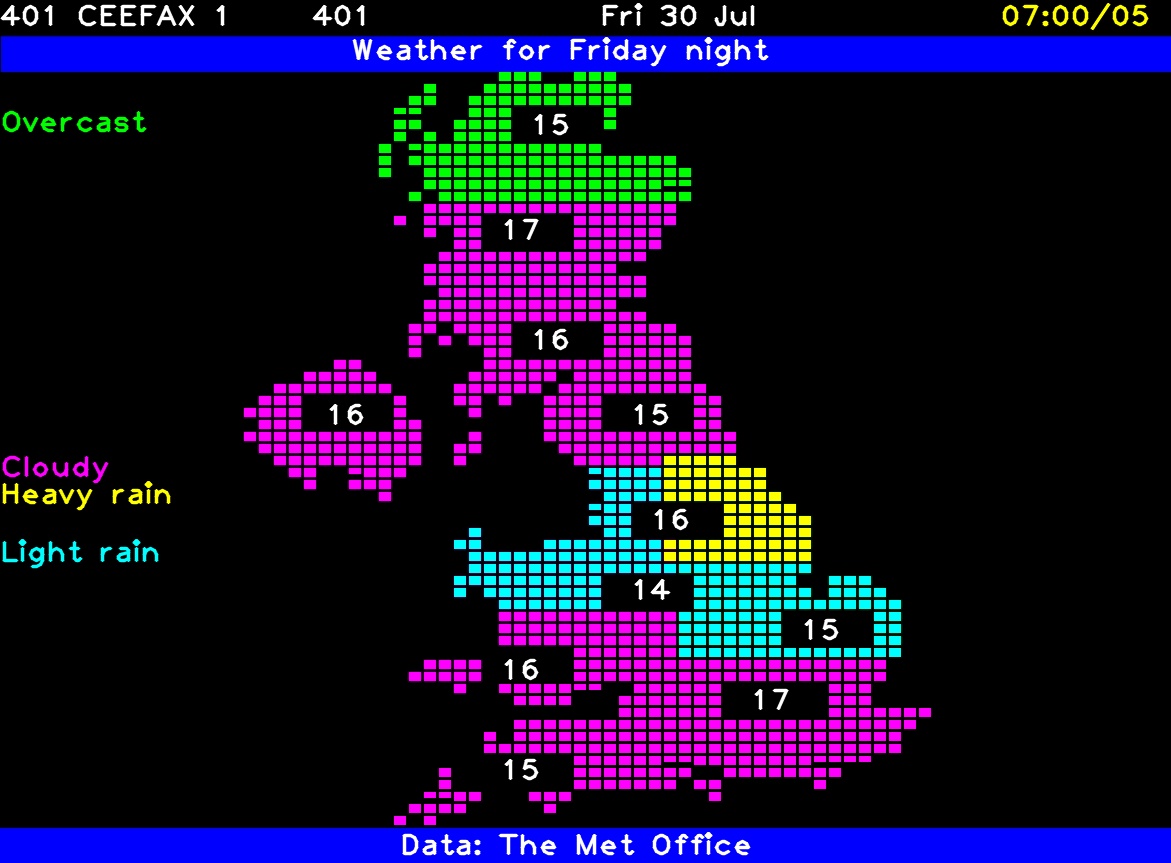 401 CEEFAX 1 401 Fri 30 Jul 07:00/05
Weather for Friday night
Overcast
15
17
16
16 15
Cloudy
Heavy rain
16
Light rain
14
15
16
17
15
Data: The Met Office